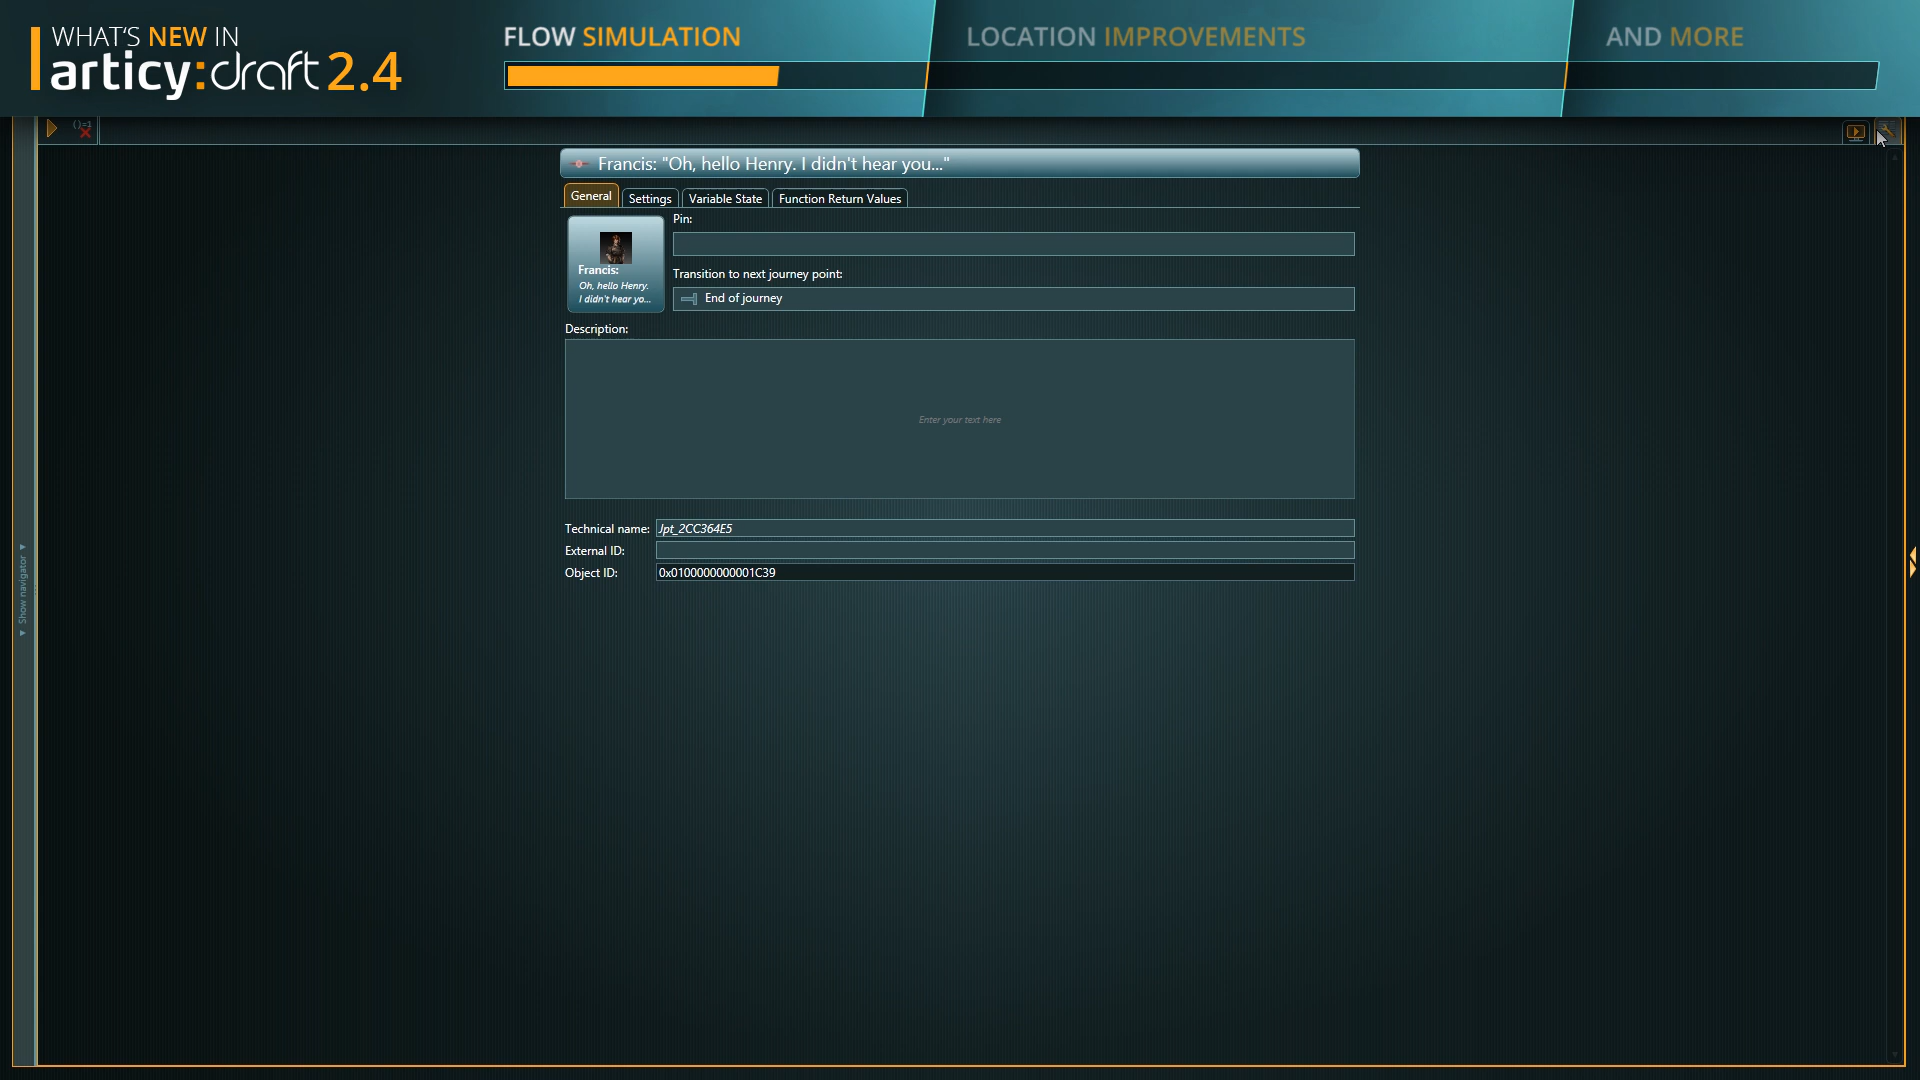 WHAT'S NEW IN
articy:draft 2.4
FLOW SIMULATION
LOCATION IMPROVEMENTS
AND MORE
()=1
Francis: "Oh, hello Henry. I didn't hear you..."
General
Settings
Variable State
Function Return Values
Pin:
Francis:
Oh, hello Henry.
I didn't hear yo...
Transition to next journey point:
End of journey
Description:
Enter your text here
Technical name: Jpt_2CC364E5
External ID:
Object ID: 0x0100000000001C39
Show navigator